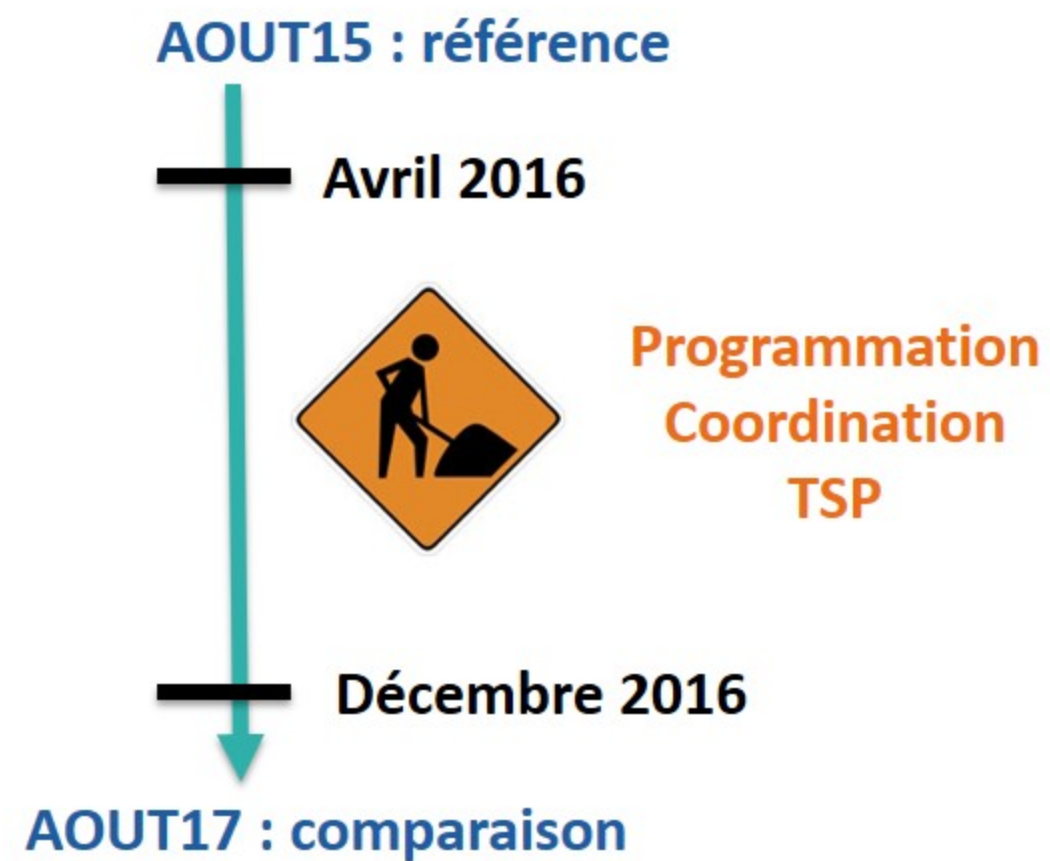 AOUT15 : référence
Avril 2016
Programmation
Coordination
TSP
Décembre 2016
AOUT17 : comparaison